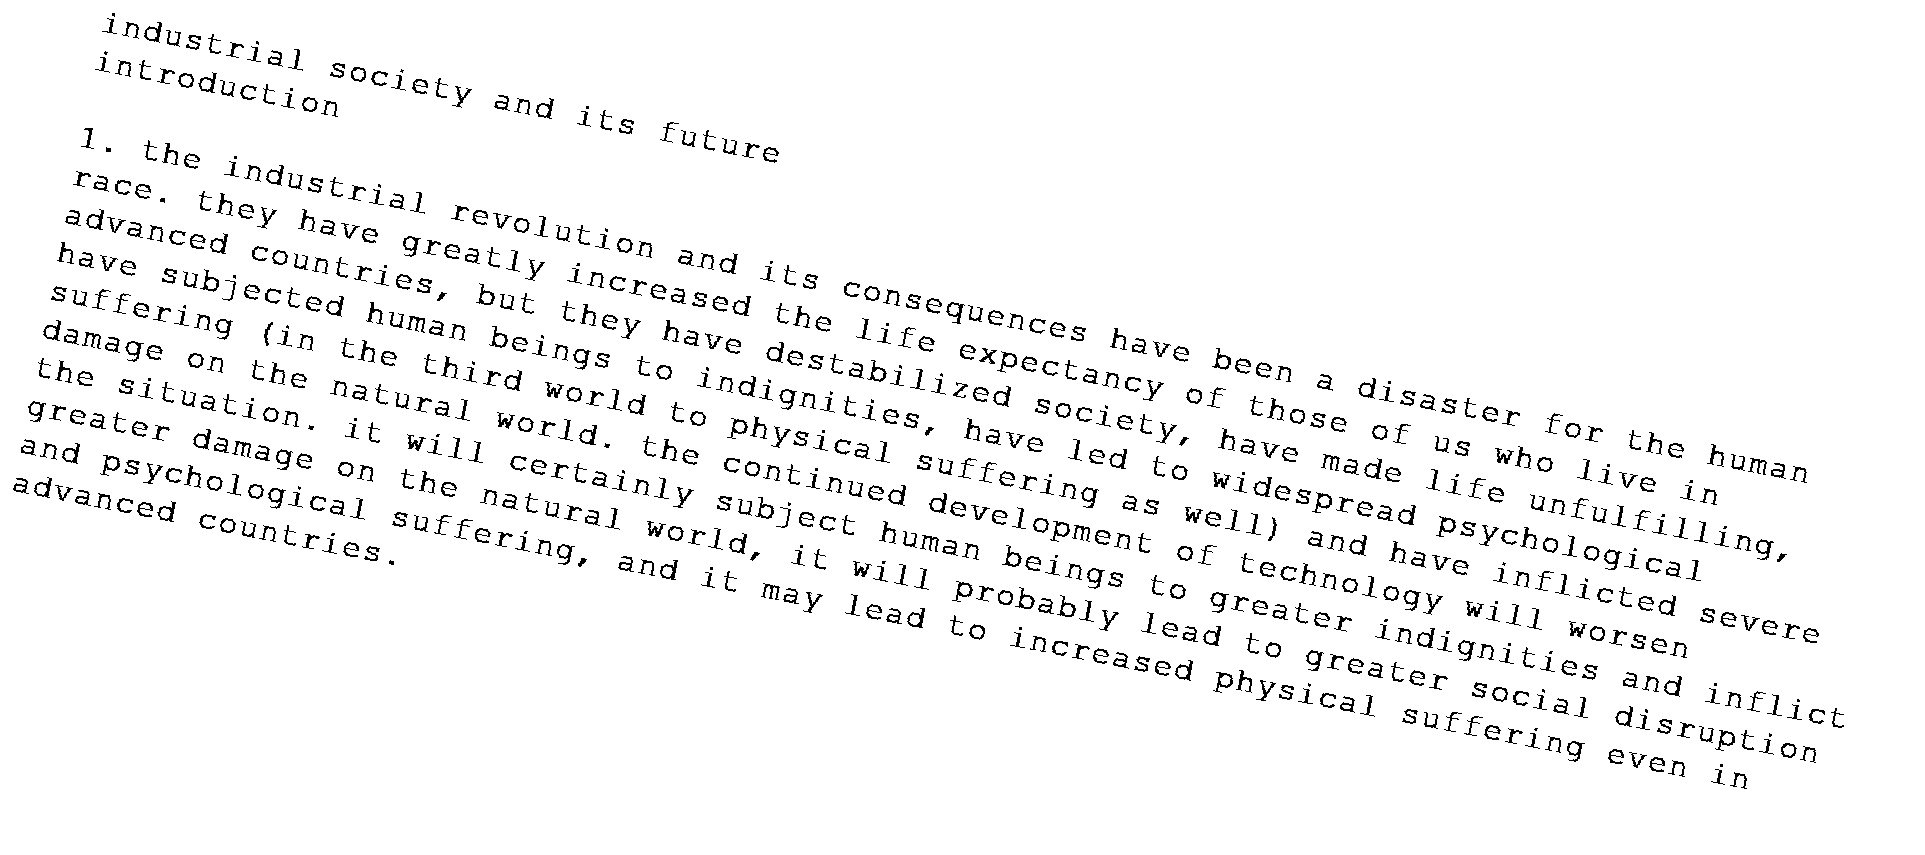 industrial society and its future
introduction

1. the industrial revolution and its consequences have been a disaster for the human
race. they have greatly increased the life expectancy of those of us who live in
advanced countries, but they have destabilized society, have made life unfulfilling,
have subjected human beings to indignities, have led to widespread psychological
suffering (in the third world to physical suffering as well) and have inflicted severe
damage on the natural world. the continued development of technology will worsen
the situation. it will certainly subject human beings to greater indignities and inflict
greater damage on the natural world, it will probably lead to greater social disruption
and psychological suffering, and it may lead to increased physical suffering even in
advanced countries.